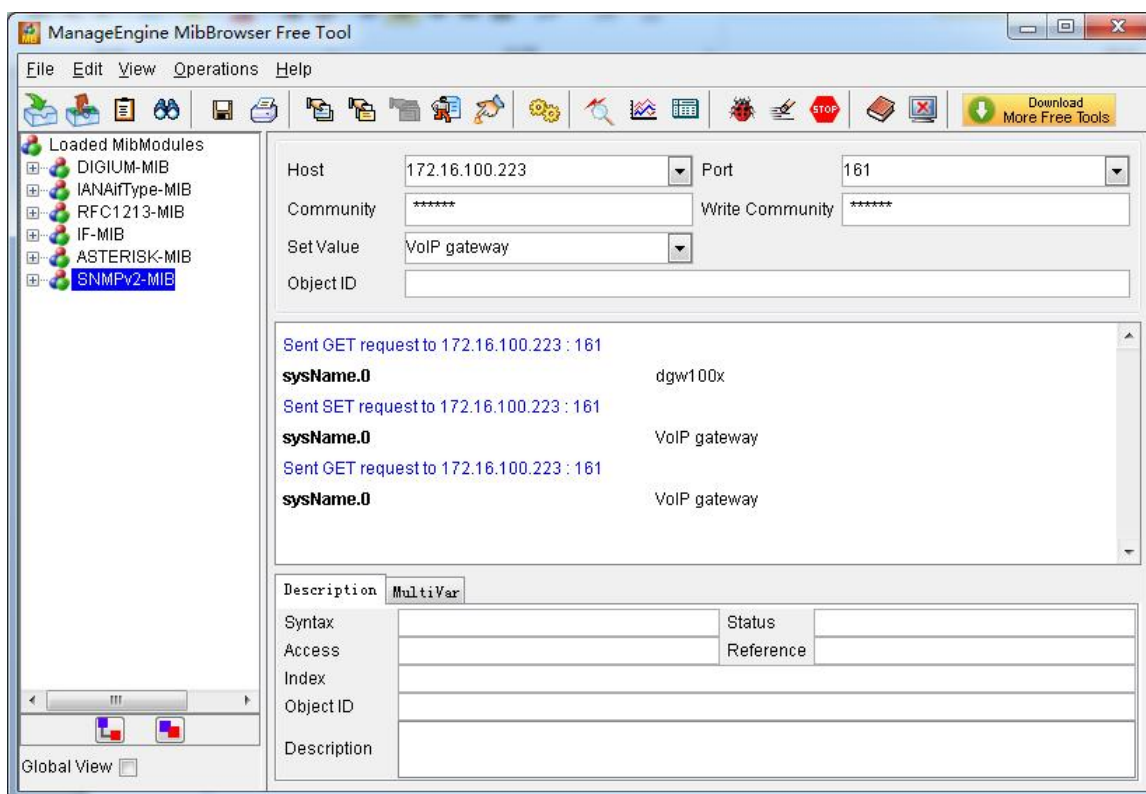 ManageEngine MibBrowser Free Tool
File Edit View Operations Help
STOP
Download
More Free Tools
Loaded MibModules
DIGIUM-MIB
IANAifType-MIB
RFC1213-MIB
IF-MIB
ASTERISK-MIB
SNMPv2-MIB
Host 172.16.100.223 Port 161
Community ****** Write Community ******
Set Value VoIP gateway
Object ID
Sent GET request to 172.16.100.223 : 161
sysName.0 dgw100x
Sent SET request to 172.16.100.223 : 161
sysName.0 VoIP gateway
Sent GET request to 172.16.100.223 : 161
sysName.0 VoIP gateway
Description MultiVar
Syntax Status
Access Reference
Index
Object ID
Description
Global View